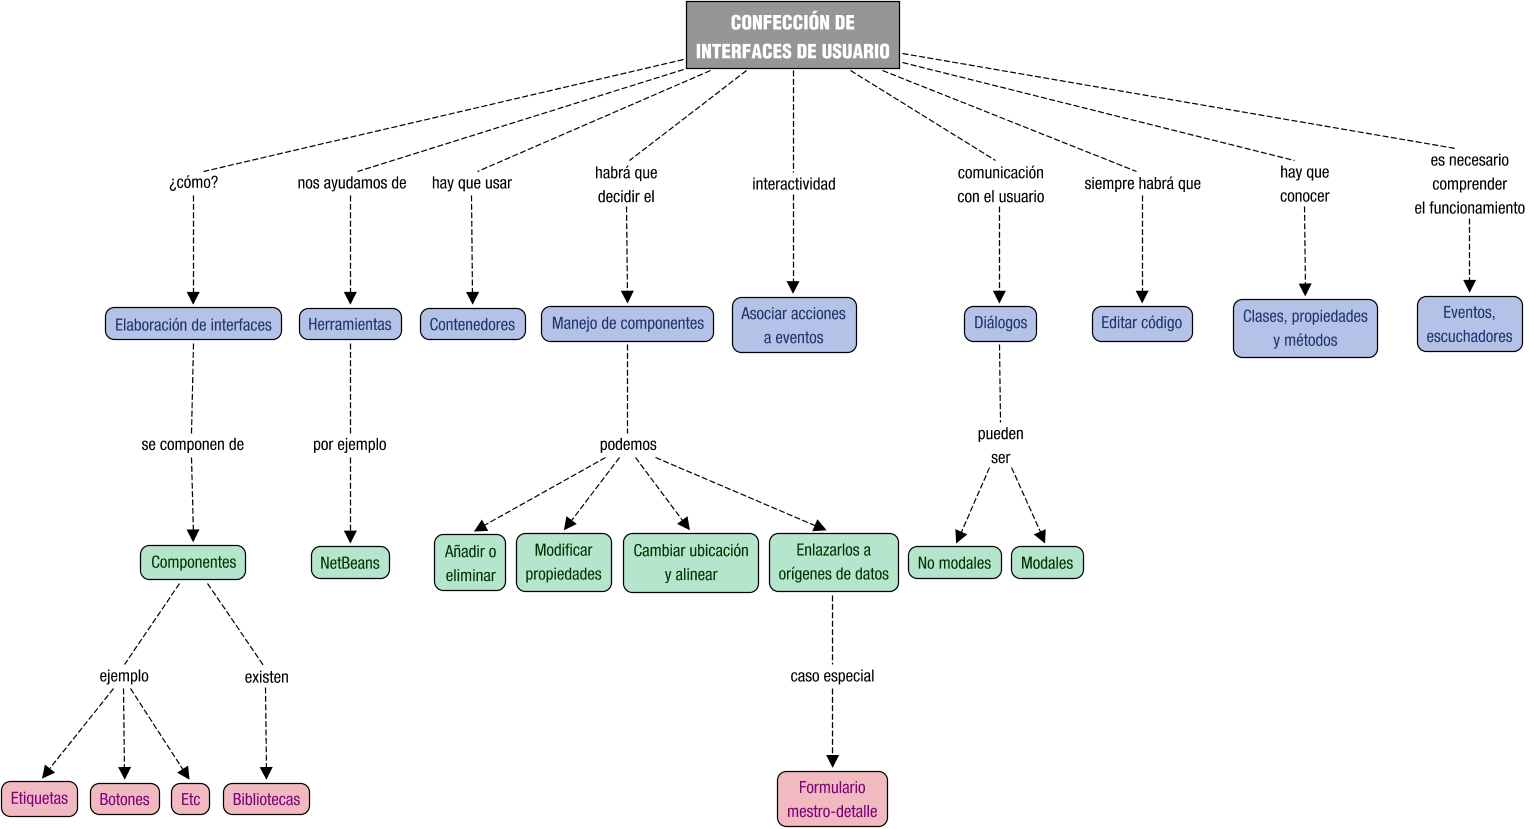 CONFECCIÓN DE
INTERFACES DE USUARIO
¿cómo?
nos ayudamos de
hay que usar
habrá que
decidir el
interactividad
comunicación
con el usuario
siempre habrá que
hay que
conocer
es necesario
comprender
el funcionamiento
Elaboración de interfaces
Herramientas
Contenedores
Manejo de componentes
Asociar acciones
a eventos
Diálogos
Editar código
Clases, propiedades
y métodos
Eventos,
escuchadores
se componen de
por ejemplo
podemos
pueden
ser
Componentes
NetBeans
Añadir o
eliminar
Modificar
propiedades
Cambiar ubicación
y alinear
Enlazarlos a
orígenes de datos
No modales
Modales
ejemplo
existen
caso especial
Etiquetas
Botones
Etc
Bibliotecas
Formulario
mestro-detalle